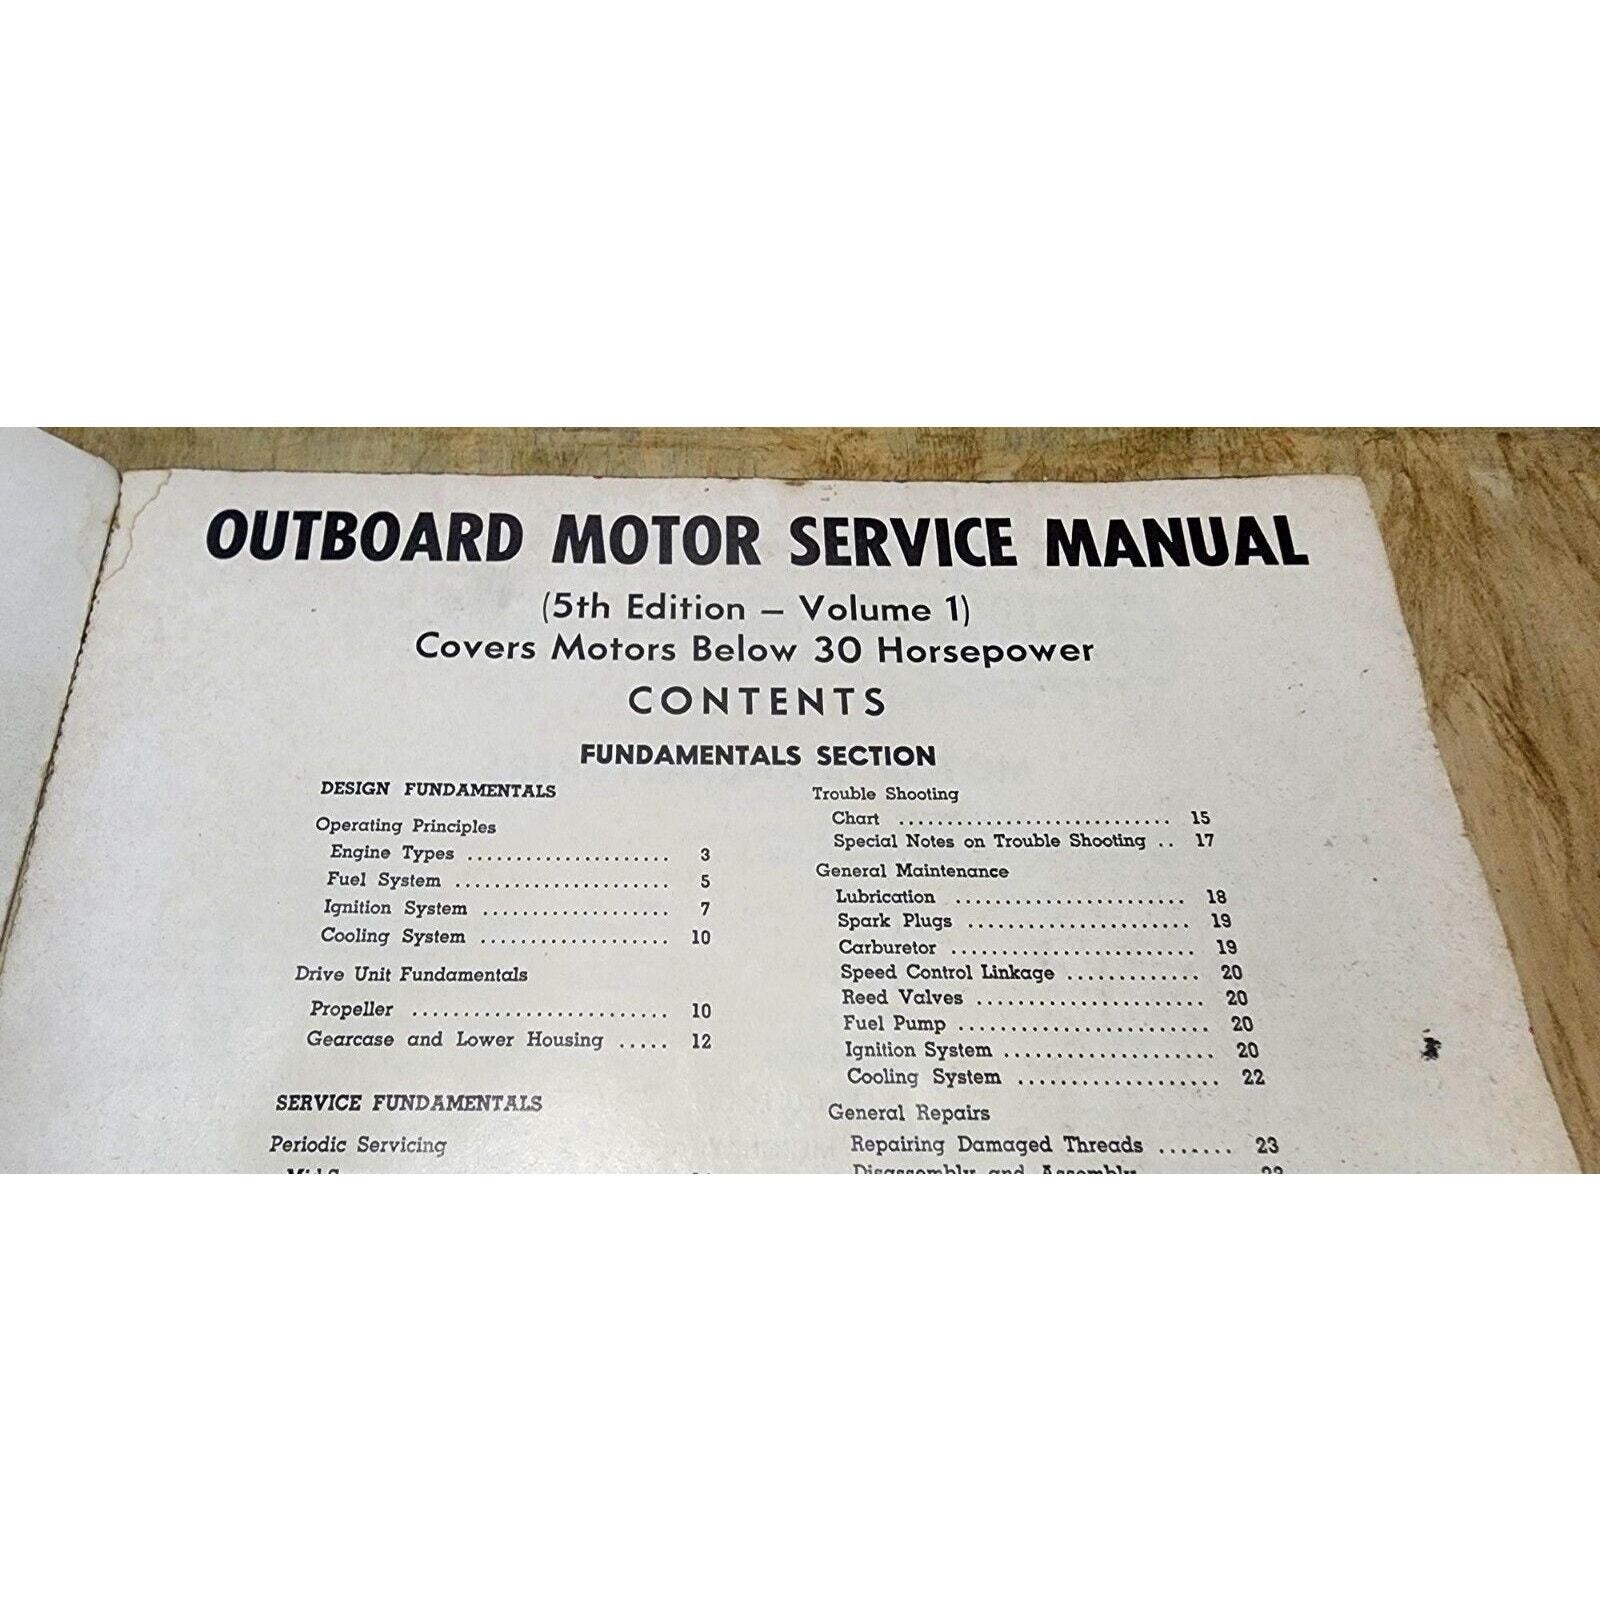 OUTBOARD MOTOR SERVICE MANUAL
(5th Edition – Volume 1)
Covers Motors Below 30 Horsepower
CONTENTS
FUNDAMENTALS SECTION
DESIGN FUNDAMENTALS
Operating Principles
Engine Types ..................... 3
Fuel System ...................... 5
Ignition System ................... 7
Cooling System .................... 10
Drive Unit Fundamentals
Propeller .......................... 10
Gearcase and Lower Housing ..... 12
SERVICE FUNDAMENTALS
Periodic Servicing
Trouble Shooting
Chart ............................ 15
Special Notes on Trouble Shooting .. 17
General Maintenance
Lubrication ........................ 18
Spark Plugs ....................... 19
Carburetor ......................... 19
Speed Control Linkage ............. 20
Reed Valves ....................... 20
Fuel Pump ......................... 20
Ignition System .................... 20
Cooling System ................... 22
General Repairs
Repairing Damaged Threads ....... 23
Disassembly and Assembly